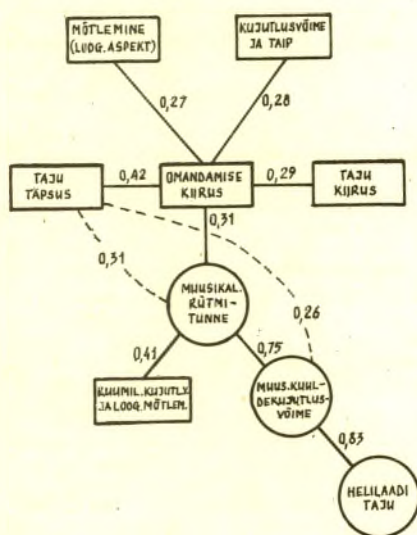 MÕTLEMINE
(LOOG. ASPEKT)
KUJUTLUSVÕIME
JA TAIP
0,27
0,28
TAJU
TÄPSUS
0,42
OMANDAMISE
KIIRUS
0,29
TAJU
KIIRUS
0,31
0,31
0,26
MUUSIKAL.
RÜTMI-
TUNNE
0,41
0,75
RUUMIL. KUJUTLV.
JA LOOG. MÕTLEM.
MUUS. KUUL-
DEKUJUTLUS-
VÕIME
0,83
HELILAADI
TAJU